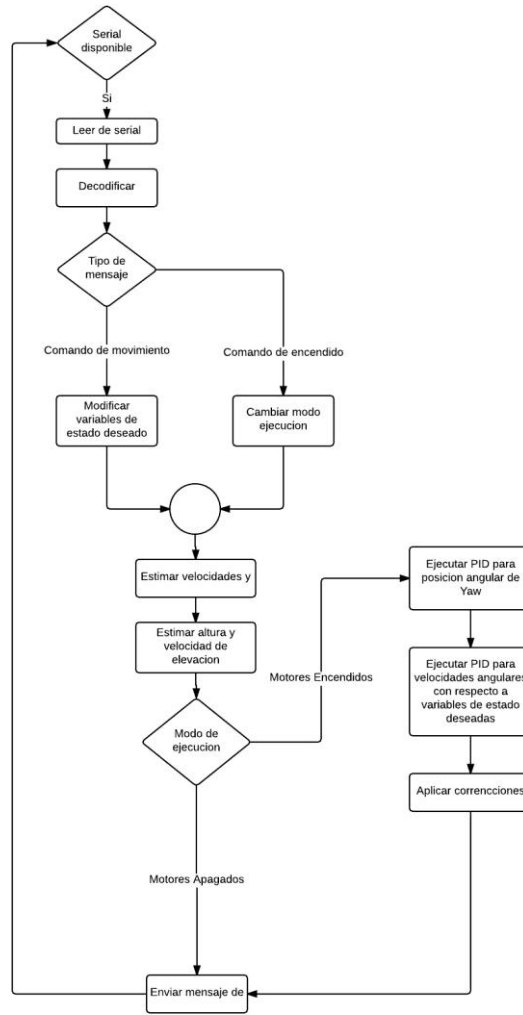 Serial
disponible
Si
Leer de serial
Decodificar
Tipo de
mensaje
Comando de movimiento
Comando de encendido
Modificar
variables de
estado deseado
Cambiar modo
ejecucion
Estimar velocidades y
Estimar altura y
velocidad de
elevacion
Modo de
ejecucion
Motores Encendidos
Ejecutar PID para
posicion angular de
Yaw
Ejecutar PID para
velocidades angulares
con respecto a
variables de estado
deseadas
Aplicar correncciones
Motores Apagados
Enviar mensaje de